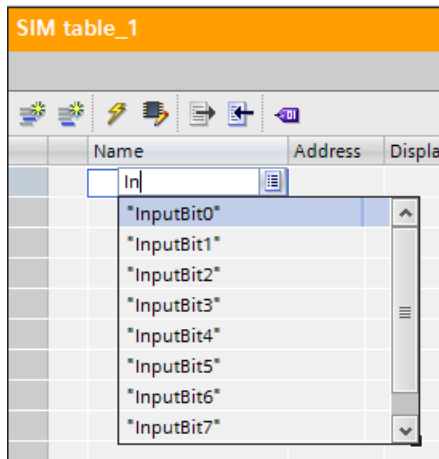 SIM table_1
Name Address Displa
In
"InputBit0"
"InputBit1"
"InputBit2"
"InputBit3"
"InputBit4"
"InputBit5"
"InputBit6"
"InputBit7"